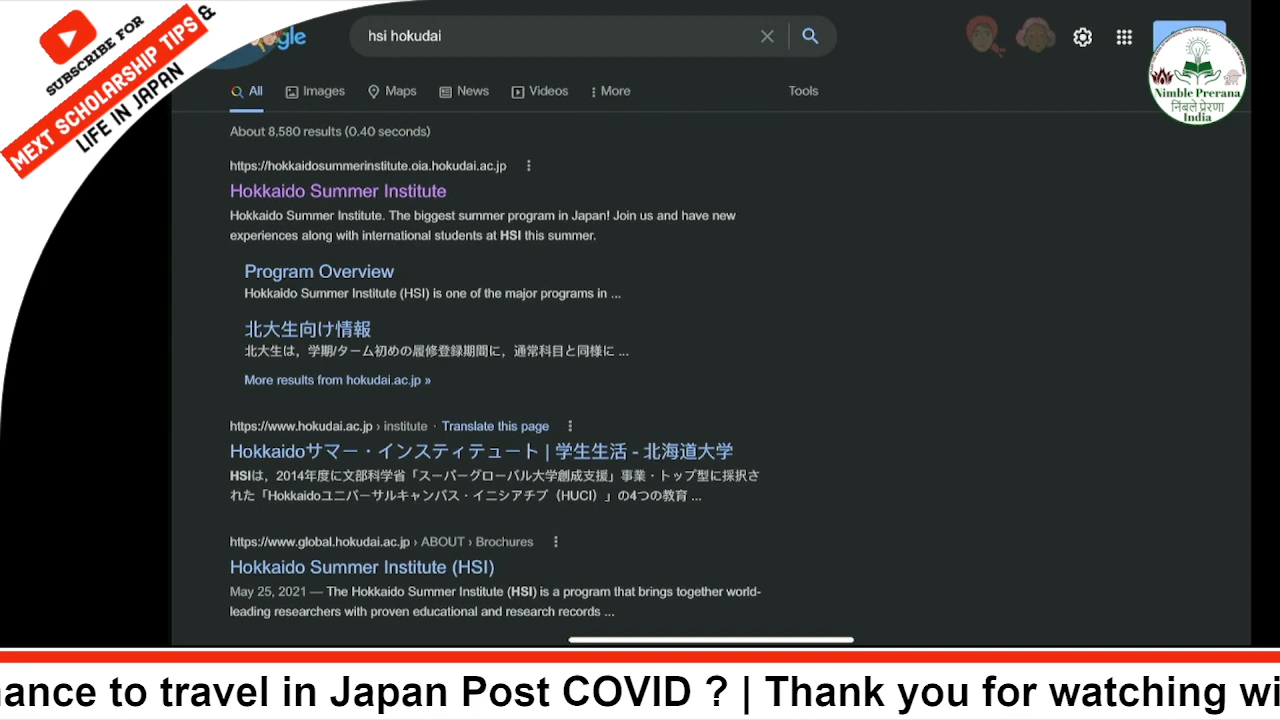 SUBSCRIBE FOR
MEXT SCHOLARSHIP TIPS &
LIFE IN JAPAN
gle
hsi hokudai
Nimble Prerana
निंबले प्रेरणा
India
All Images Maps News Videos More Tools
About 8,580 results (0.40 seconds)
https://hokkaidosummerinstitute.oia.hokudai.ac.jp
Hokkaido Summer Institute
Hokkaido Summer Institute. The biggest summer program in Japan! Join us and have new
experiences along with international students at HSI this summer.
Program Overview
Hokkaido Summer Institute (HSI) is one of the major programs in ...
北大生向け情報
北大生は，学期/ターム初めの履修登録期間に，通常科目と同様に ...
More results from hokudai.ac.jp »
https://www.hokudai.ac.jp › institute · Translate this page
Hokkaidoサマー・インスティテュート | 学生生活 - 北海道大学
HSIは，2014年度に文部科学省「スーパーグローバル大学創成支援」事業・トップ型に採択さ
れた「Hokkaidoユニバーサルキャンパス・イニシアチブ（HUCI）」の4つの教育 ...
https://www.global.hokudai.ac.jp › ABOUT › Brochures
Hokkaido Summer Institute (HSI)
May 25, 2021 — The Hokkaido Summer Institute (HSI) is a program that brings together world-
leading researchers with proven educational and research records ...
hance to travel in Japan Post COVID ? | Thank you for watching wi